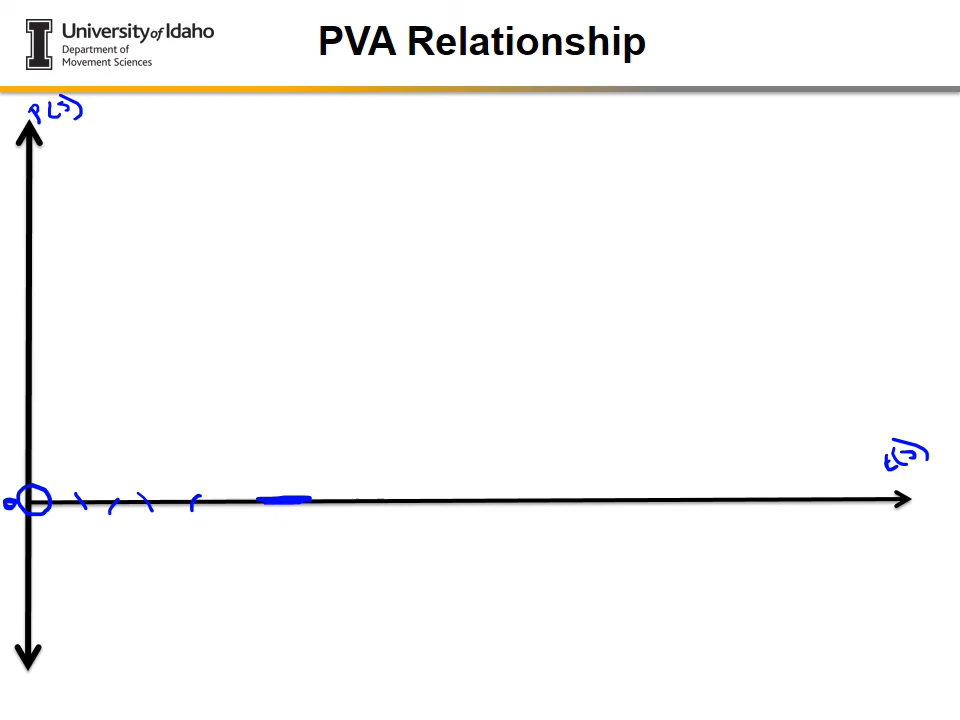 University of Idaho
Department of
Movement Sciences
PVA Relationship
0